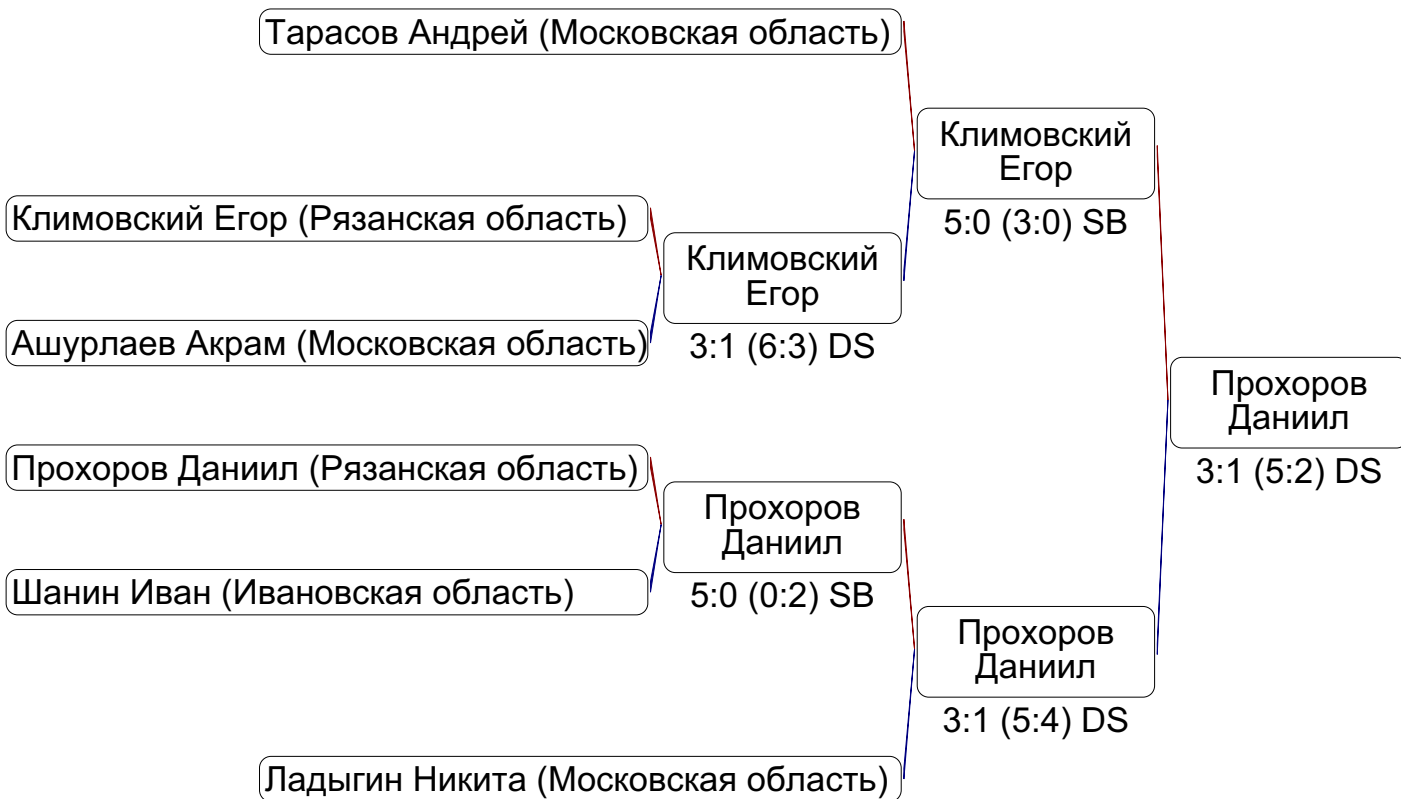 Тарасов Андрей (Московская область)
Климовский
Егор
5:0 (3:0) SB
Климовский Егор (Рязанская область)
Климовский
Егор
3:1 (6:3) DS
Ашурлаев Акрам (Московская область)
Прохоров
Даниил
3:1 (5:2) DS
Прохоров Даниил (Рязанская область)
Прохоров
Даниил
5:0 (0:2) SB
Шанин Иван (Ивановская область)
Прохоров
Даниил
3:1 (5:4) DS
Ладыгин Никита (Московская область)